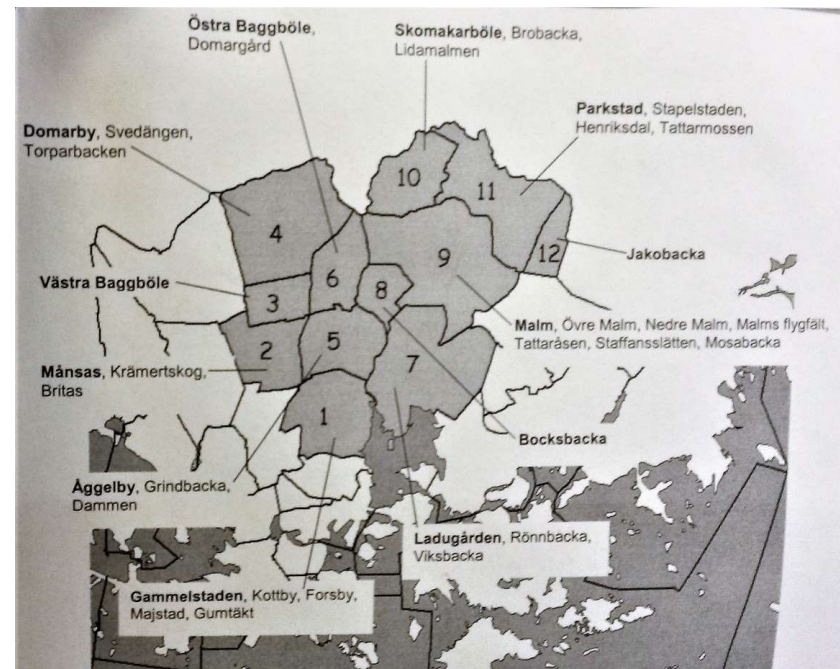 Östra Baggböle,
Domargård
Skomakarböle, Brobacka,
Lidamalmen
Parkstad, Stapelstaden,
Henriksdal, Tattarmossen
Domarby, Svedängen,
Torparbacken
10
11
4
12
Jakobacka
9
6
8
Västra Baggböle
3
Malm, Övre Malm, Nedre Malm, Malms flygfält,
Tattaråsen, Staffansslätten, Mosabacka
5
2
7
Månsas, Krämertskog,
Britas
1
Bocksbacka
Åggelby, Grindbacka,
Dammen
Ladugården, Rönnbacka,
Viksbacka
Gammelstaden, Kottby, Forsby,
Majstad, Gumtäkt